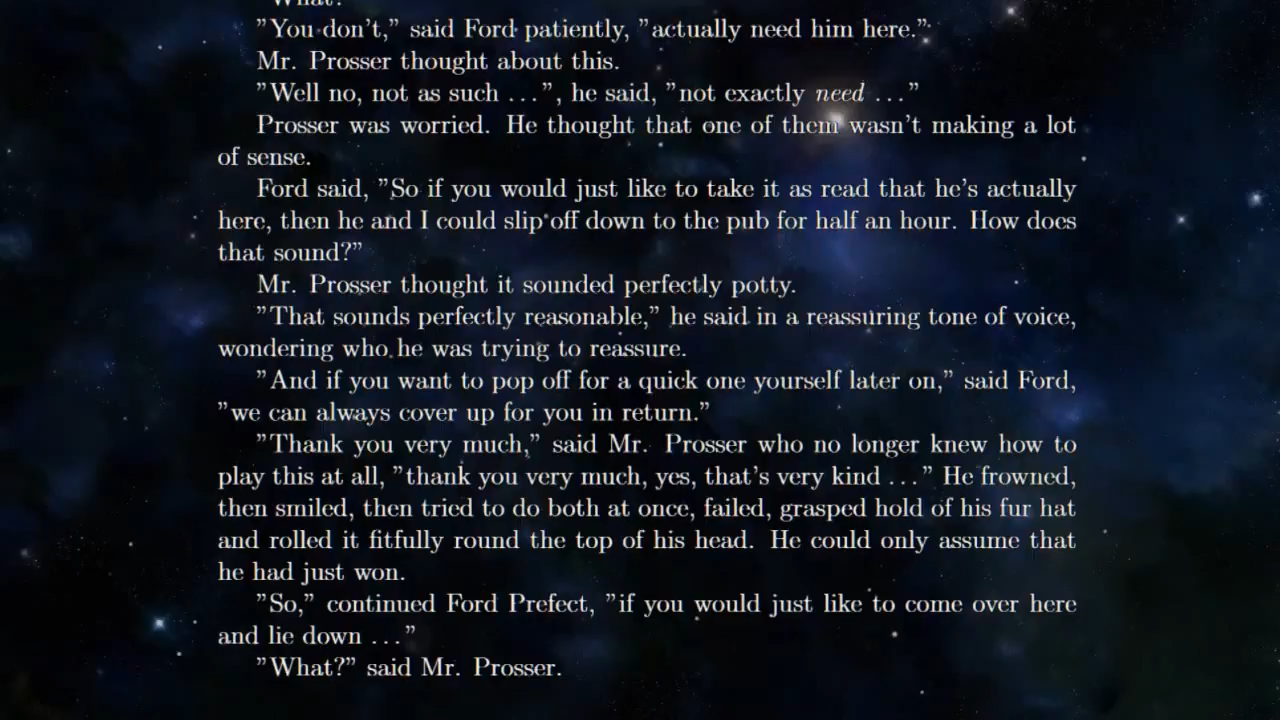 "What?"
"You don't," said Ford patiently, "actually need him here."
Mr. Prosser thought about this.
"Well no, not as such ...", he said, "not exactly need ..."
Prosser was worried. He thought that one of them wasn't making a lot
of sense.
Ford said, "So if you would just like to take it as read that he's actually
here, then he and I could slip off down to the pub for half an hour. How does
that sound?"
Mr. Prosser thought it sounded perfectly potty.
"That sounds perfectly reasonable," he said in a reassuring tone of voice,
wondering who he was trying to reassure.
"And if you want to pop off for a quick one yourself later on," said Ford,
"we can always cover up for you in return."
"Thank you very much," said Mr. Prosser who no longer knew how to
play this at all, "thank you very much, yes, that's very kind ..." He frowned,
then smiled, then tried to do both at once, failed, grasped hold of his fur hat
and rolled it fitfully round the top of his head. He could only assume that
he had just won.
"So," continued Ford Prefect, "if you would just like to come over here
and lie down ..."
"What?" said Mr. Prosser.